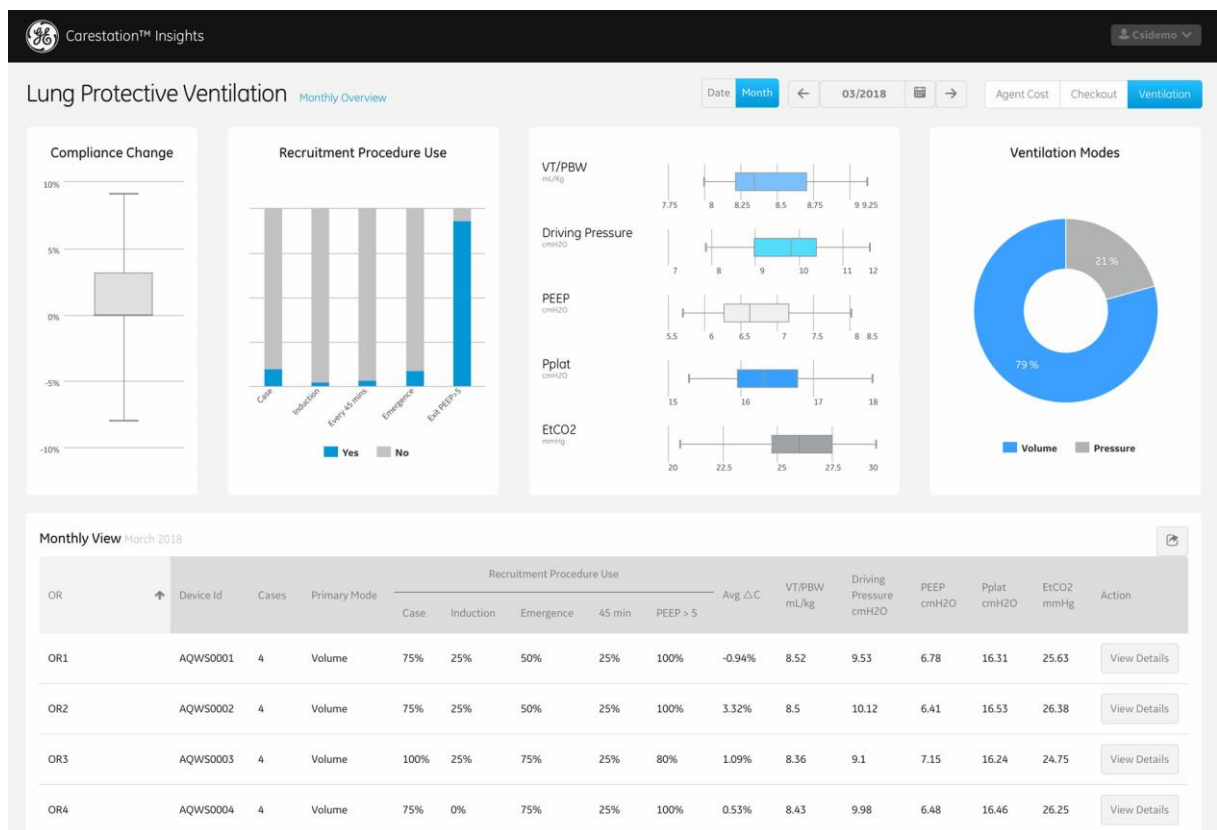 Carestation™ Insights
Csidemo
Lung Protective Ventilation Monthly Overview
Date Month 03/2018 Agent Cost Checkout Ventilation
Compliance Change
10%
5%
0%
-5%
-10%
Recruitment Procedure Use
Case Induction Every 45 mins Emergence Exit PEEP>5
Yes No
VT/PBW
mL/Kg
7.75 8 8.25 8.5 8.75 9 9.25
Driving Pressure
cmH2O
7 8 9 10 11 12
PEEP
cmH2O
5.5 6 6.5 7 7.5 8 8.5
Pplat
cmH2O
15 16 17 18
EtCO2
mmHg
20 22.5 25 27.5 30
Ventilation Modes
21 %
79 %
Volume Pressure
Monthly View March 2018
Recruitment Procedure Use
OR Device Id Cases Primary Mode Case Induction Emergence 45 min PEEP > 5 Avg △C VT/PBW mL/kg Driving Pressure cmH2O PEEP cmH2O Pplat cmH2O EtCO2 mmHg Action
OR1 AQWS0001 4 Volume 75% 25% 50% 25% 100% -0.94% 8.52 9.53 6.78 16.31 25.63 View Details
OR2 AQWS0002 4 Volume 75% 25% 50% 25% 100% 3.32% 8.5 10.12 6.41 16.53 26.38 View Details
OR3 AQWS0003 4 Volume 100% 25% 75% 25% 80% 1.09% 8.36 9.1 7.15 16.24 24.75 View Details
OR4 AQWS0004 4 Volume 75% 0% 75% 25% 100% 0.53% 8.43 9.98 6.48 16.46 26.25 View Details